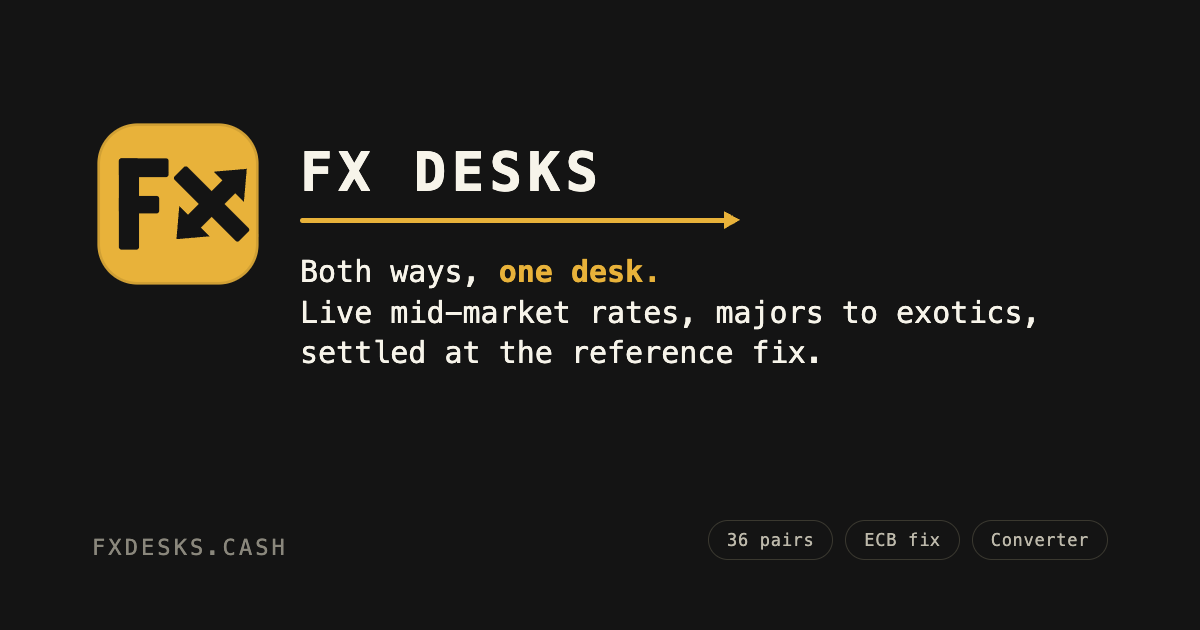 Fx
FX DESKS
Both ways, one desk.
Live mid—market rates, majors to exotics,
settled at the reference fix.
FXDESKS.CASH
36 pairs
ECB fix
Converter